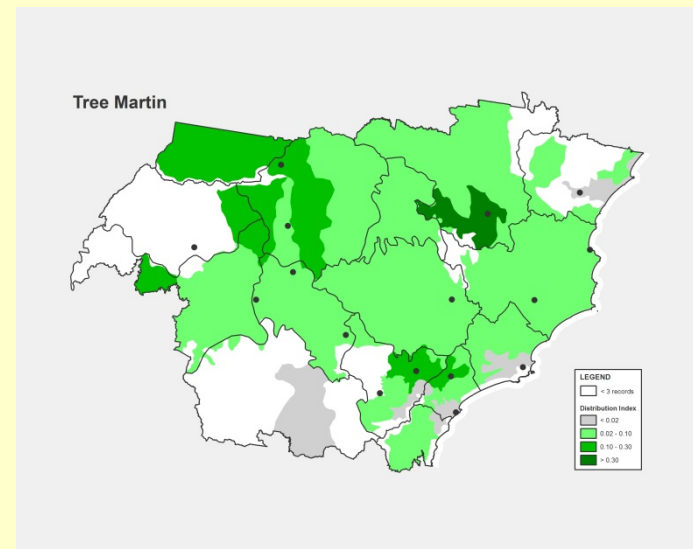 Tree Martin
LEGEND
< 3 records
Distribution Index
< 0.02
0.02 - 0.10
0.10 - 0.30
> 0.30